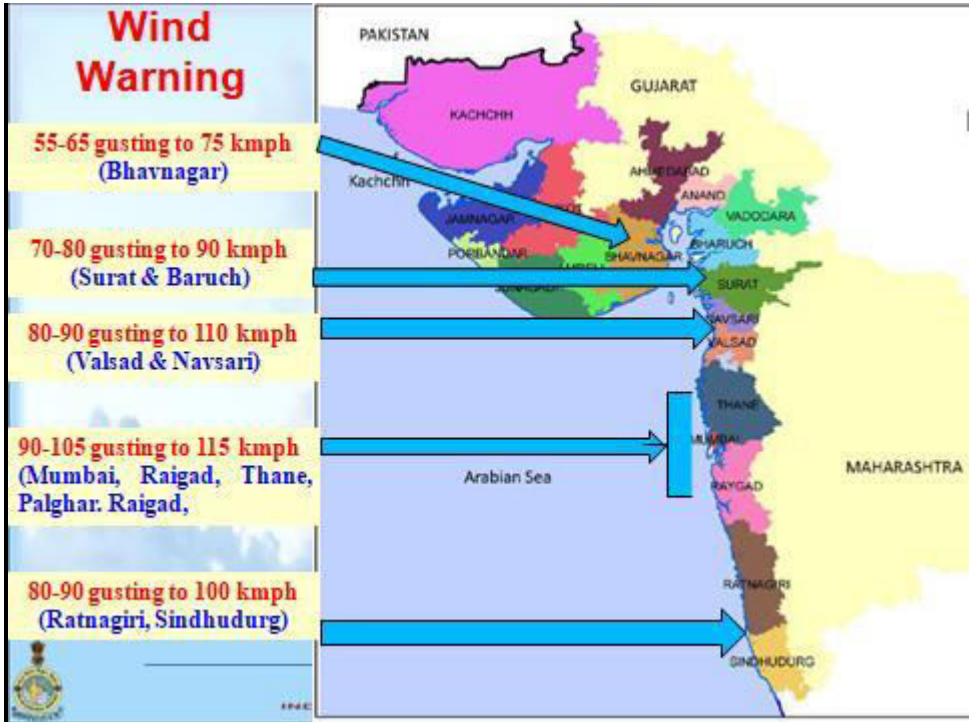 Wind
Warning
55-65 gusting to 75 kmph
(Bhavnagar)
70-80 gusting to 90 kmph
(Surat & Baruch)
80-90 gusting to 110 kmph
(Valsad & Navsari)
90-105 gusting to 115 kmph
(Mumbai, Raigad, Thane,
Palghar. Raigad,
80-90 gusting to 100 kmph
(Ratnagiri, Sindhudurg)
PAKISTAN
GUJARAT
KACHCHH
AHMEDABAD
ANAND
VADODARA
JAMNAGAR
PORBANDAR
BHAVNAGAR
BHARUCH
SURAT
NAVSARI
VALSAD
THANE
MUMBAI
Arabian Sea
MAHARASHTRA
RAYGAD
RATNAGIRI
SINDHUDURG